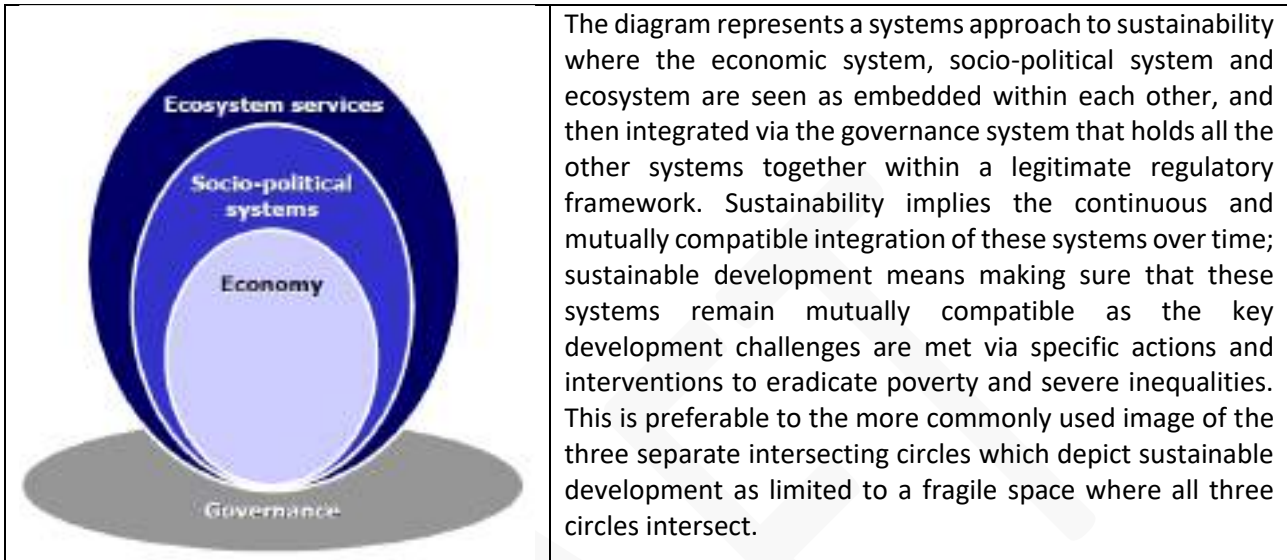 Ecosystem services
Socio-political
systems
Economy
Governance
The diagram represents a systems approach to sustainability
where the economic system, socio-political system and
ecosystem are seen as embedded within each other, and
then integrated via the governance system that holds all the
other systems together within a legitimate regulatory
framework. Sustainability implies the continuous and
mutually compatible integration of these systems over time;
sustainable development means making sure that these
systems remain mutually compatible as the key
development challenges are met via specific actions and
interventions to eradicate poverty and severe inequalities.
This is preferable to the more commonly used image of the
three separate intersecting circles which depict sustainable
development as limited to a fragile space where all three
circles intersect.